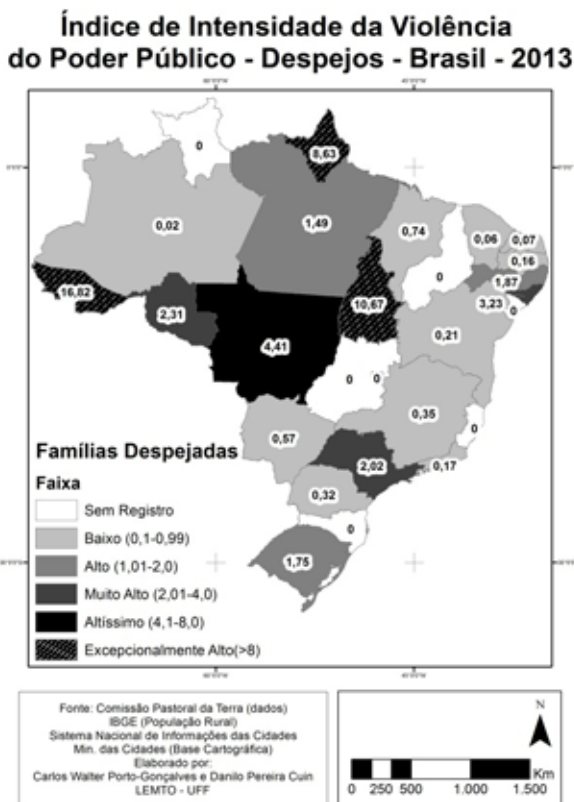 Índice de Intensidade da Violência
do Poder Público - Despejos - Brasil - 2013
0
8,63
0,02
1,49
0,74
0,06
0,07
0,16
1,87
0
3,23
0
16,82
2,31
10,67
4,41
0,21
0
0
0,35
0
0,57
2,02
0,17
0,32
0
1,75
Famílias Despejadas
Faixa
Sem Registro
Baixo (0,1-0,99)
Alto (1,01-2,0)
Muito Alto (2,01-4,0)
Altíssimo (4,1-8,0)
Excepcionalmente Alto(>8)
Fonte: Comissão Pastoral da Terra (dados)
IBGE (População Rural)
Sistema Nacional de Informações das Cidades
Min. das Cidades (Base Cartográfica)
Elaborado por:
Carlos Walter Porto-Gonçalves e Danilo Pereira Cuin
LEMTO - UFF
N
Km
0 250 500 1.000 1.500